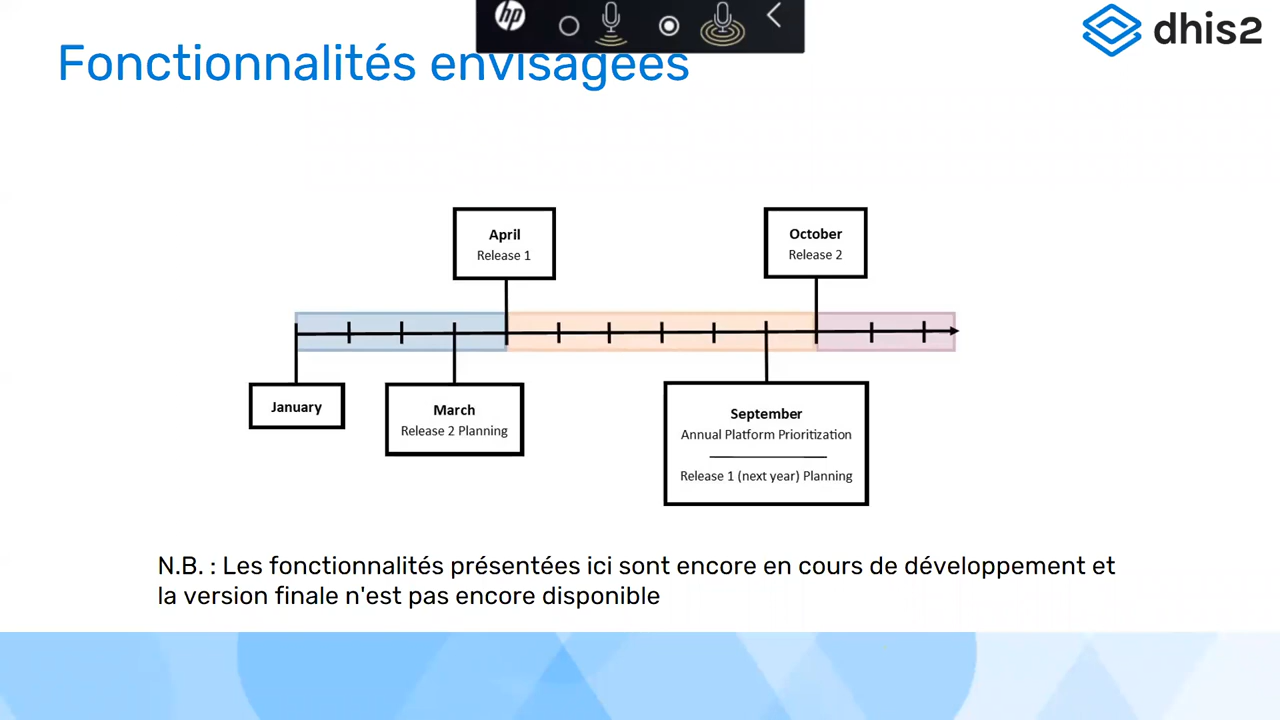 hp
dhis2
Fonctionnalités envisagées
April
Release 1
October
Release 2
January
March
Release 2 Planning
September
Annual Platform Prioritization
Release 1 (next year) Planning
N.B. : Les fonctionnalités présentées ici sont encore en cours de développement et
la version finale n'est pas encore disponible